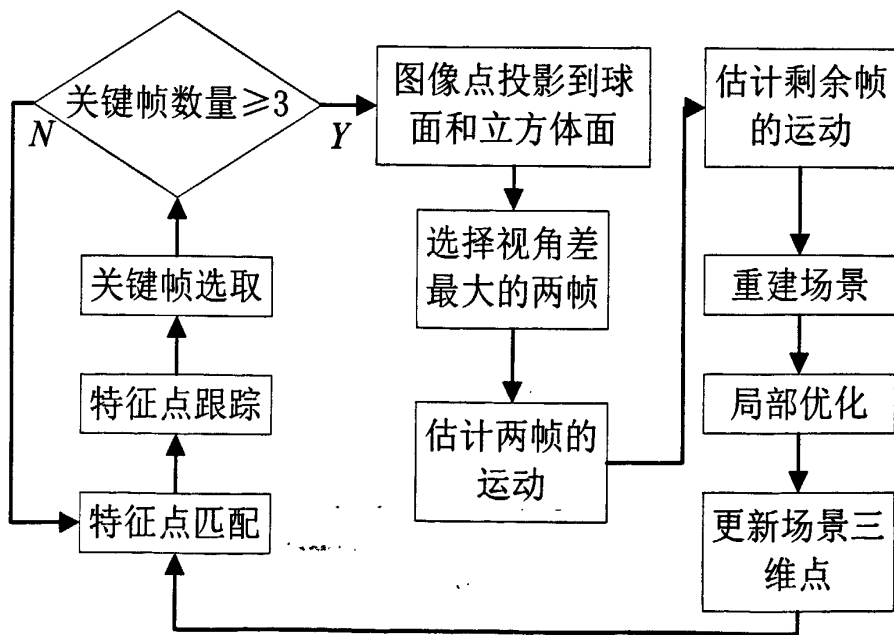 关键帧数量≥3
N
Y
关键帧选取
特征点跟踪
特征点匹配
图像点投影到球
面和立方体面
选择视角差
最大的两帧
估计两帧的
运动
估计剩余帧
的运动
重建场景
局部优化
更新场景三
维点